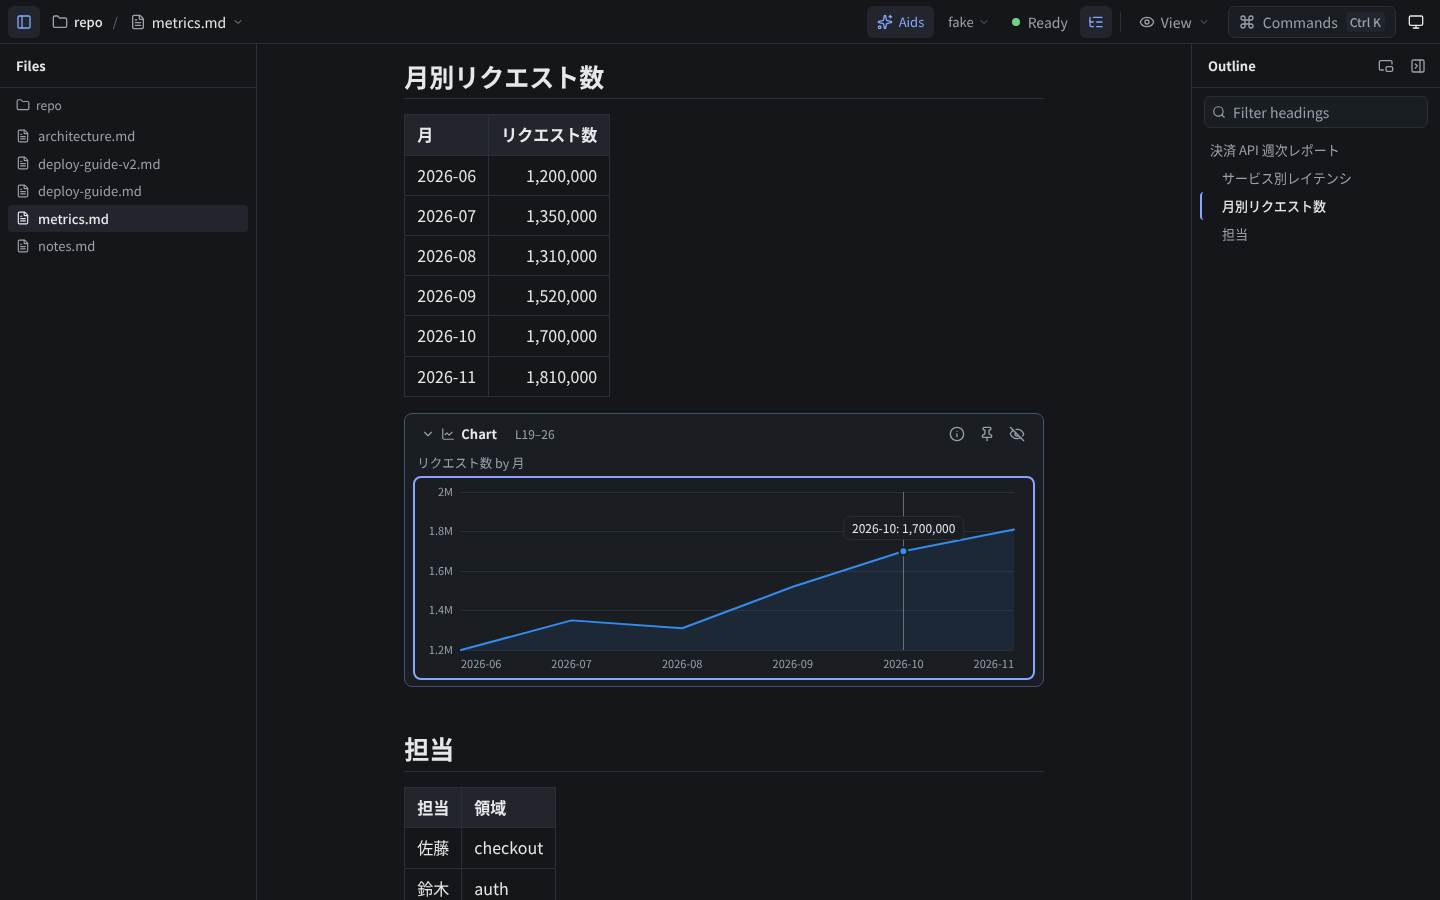 repo / metrics.md
Aids
fake
Ready
View
Commands Ctrl K
Files
repo
architecture.md
deploy-guide-v2.md
deploy-guide.md
metrics.md
notes.md
月別リクエスト数
月 リクエスト数
2026-06 1,200,000
2026-07 1,350,000
2026-08 1,310,000
2026-09 1,520,000
2026-10 1,700,000
2026-11 1,810,000
Chart L19–26
リクエスト数 by 月
2M
1.8M
1.6M
1.4M
1.2M
2026-10: 1,700,000
2026-06 2026-07 2026-08 2026-09 2026-10 2026-11
担当
担当 領域
佐藤 checkout
鈴木 auth
Outline
Filter headings
決済 API 週次レポート
サービス別レイテンシ
月別リクエスト数
担当